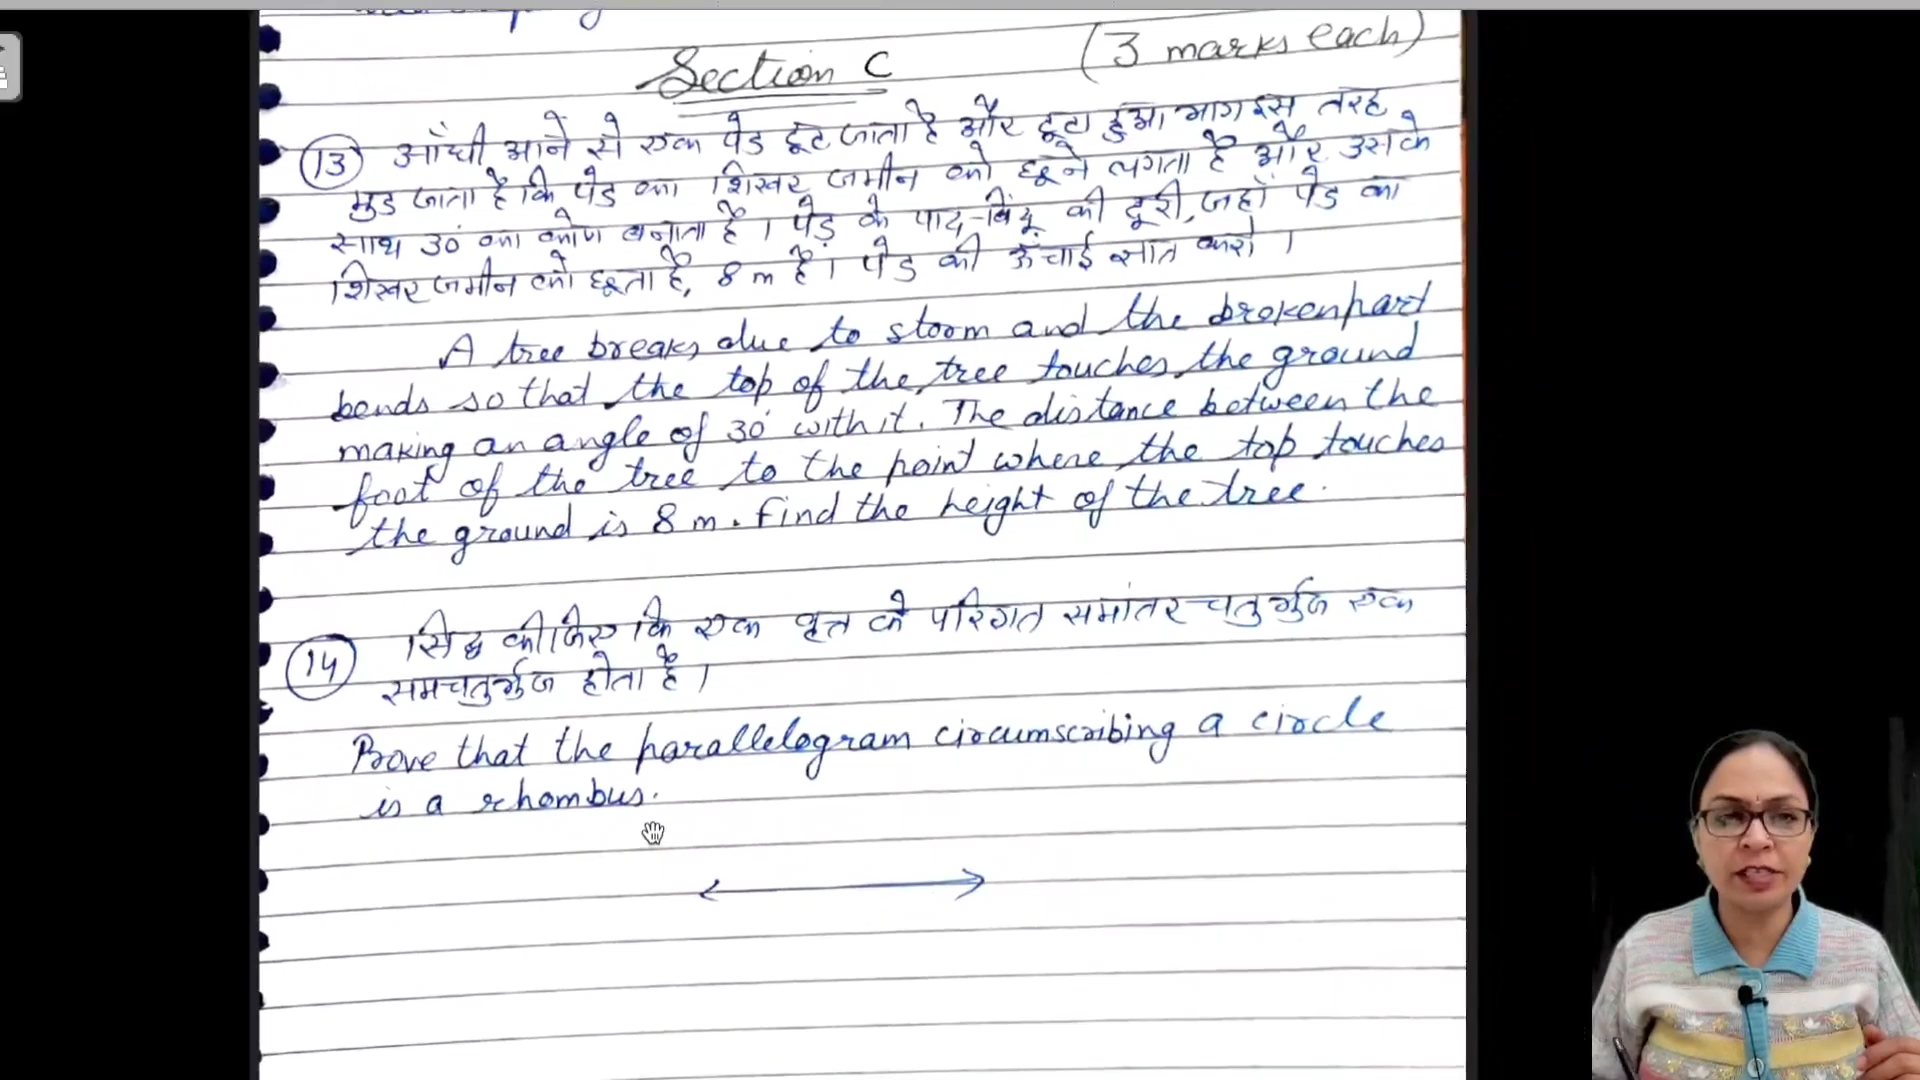 Section C
(3 marks each)
(13) आँधी आने से एक पेड टूट जाता है और टूटा हुआ भाग इस तरह
मुड जाता है कि पेड का शिखर जमीन को छूने लगता है और उसके
साथ 30° का कोण बनाता है। पेड़ के पाद-बिंदू की दूरी, जहाँ पेड का
शिखर जमीन को छूता है, 8 m है। पेड की ऊँचाई ज्ञात करो ।
A tree breaks due to storm and the broken part
bends so that the top of the tree touches the ground
making an angle of 30° with it. The distance between the
foot of the tree to the point where the top touches
the ground is 8 m. Find the height of the tree.
(14) सिद्ध कीजिए कि एक वृत्त के परिगत समांतर चतुर्भुज एक
समचतुर्भुज होता है।
Prove that the parallelogram circumscribing a circle
is a rhombus.